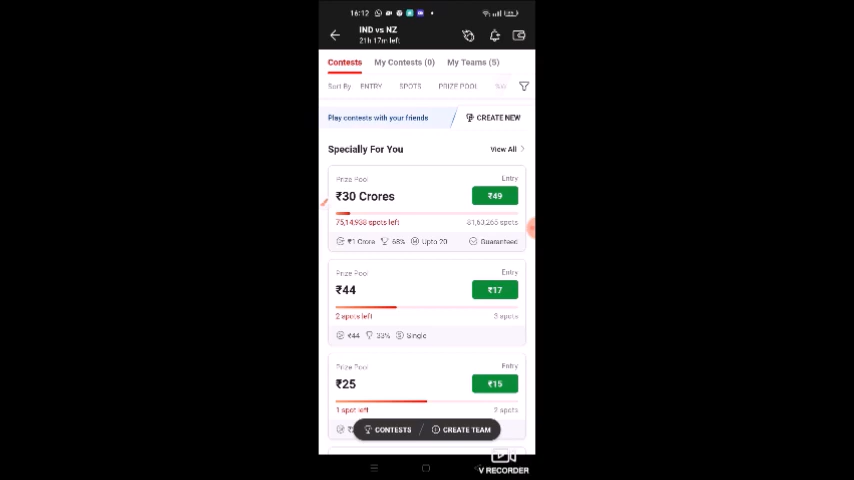 16:12
IND vs NZ
21h 17m left
Contests My Contests (0) My Teams (5)
Sort By ENTRY SPOTS PRIZE POOL
Play contests with your friends CREATE NEW
Specially For You View All
Prize Pool Entry
₹30 Crores ₹49
75,14,938 spots left 81,63,265 spots
₹1 Crore 68% Upto 20 Guaranteed
Prize Pool Entry
₹44 ₹17
2 spots left 3 spots
₹44 33% Single
Prize Pool Entry
₹25 ₹15
1 spot left 2 spots
CONTESTS CREATE TEAM
V RECORDER